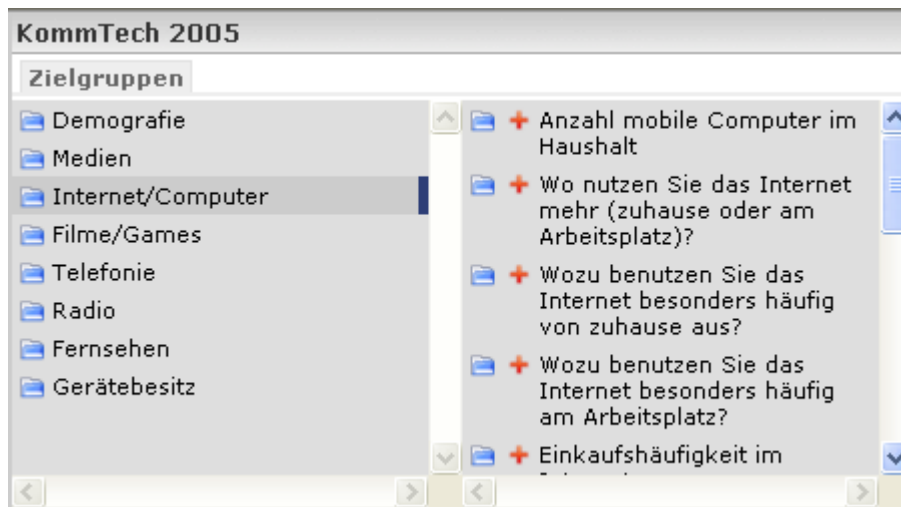 KommTech 2005
Zielgruppen
Demografie
Medien
Internet/Computer
Filme/Games
Telefonie
Radio
Fernsehen
Gerätebesitz
Anzahl mobile Computer im
Haushalt
Wo nutzen Sie das Internet
mehr (zuhause oder am
Arbeitsplatz)?
Wozu benutzen Sie das
Internet besonders häufig
von zuhause aus?
Wozu benutzen Sie das
Internet besonders häufig
am Arbeitsplatz?
Einkaufshäufigkeit im